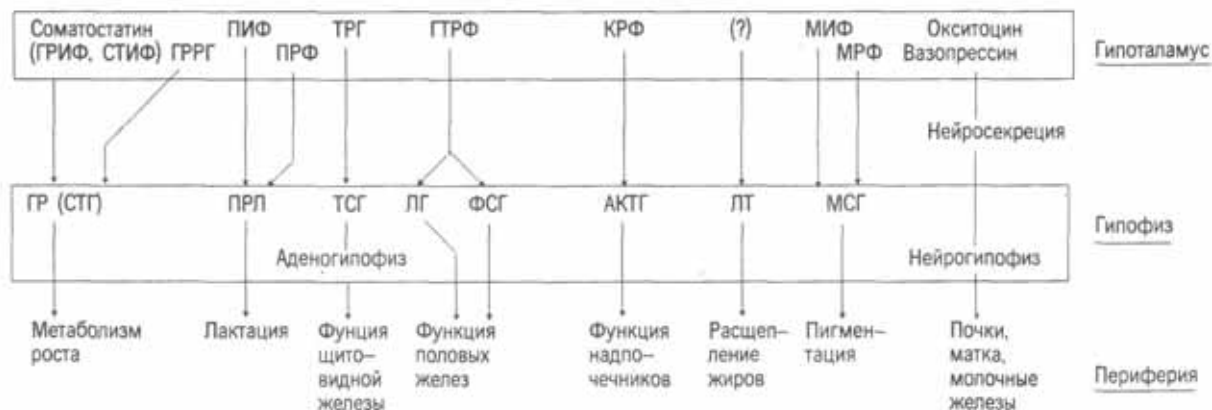 Соматостатин ПИФ ТРГ ГТРФ КРФ (?) МИФ Окситоцин
(ГРИФ, СТИФ) ГРРГ ПРФ МРФ Вазопрессин
Гипоталамус
Нейросекреция
ГР (СТГ) ПРЛ ТСГ ЛГ ФСГ АКТГ ЛТ МСГ
Гипофиз
Аденогипофиз Нейрогипофиз
Метаболизм
роста
Лактация
Фунция
щито–
видной
железы
Функция
половых
желез
Функция
надпо–
чечников
Расщеп–
ление
жиров
Пигмен–
тация
Почки,
матка,
молочные
железы
Периферия